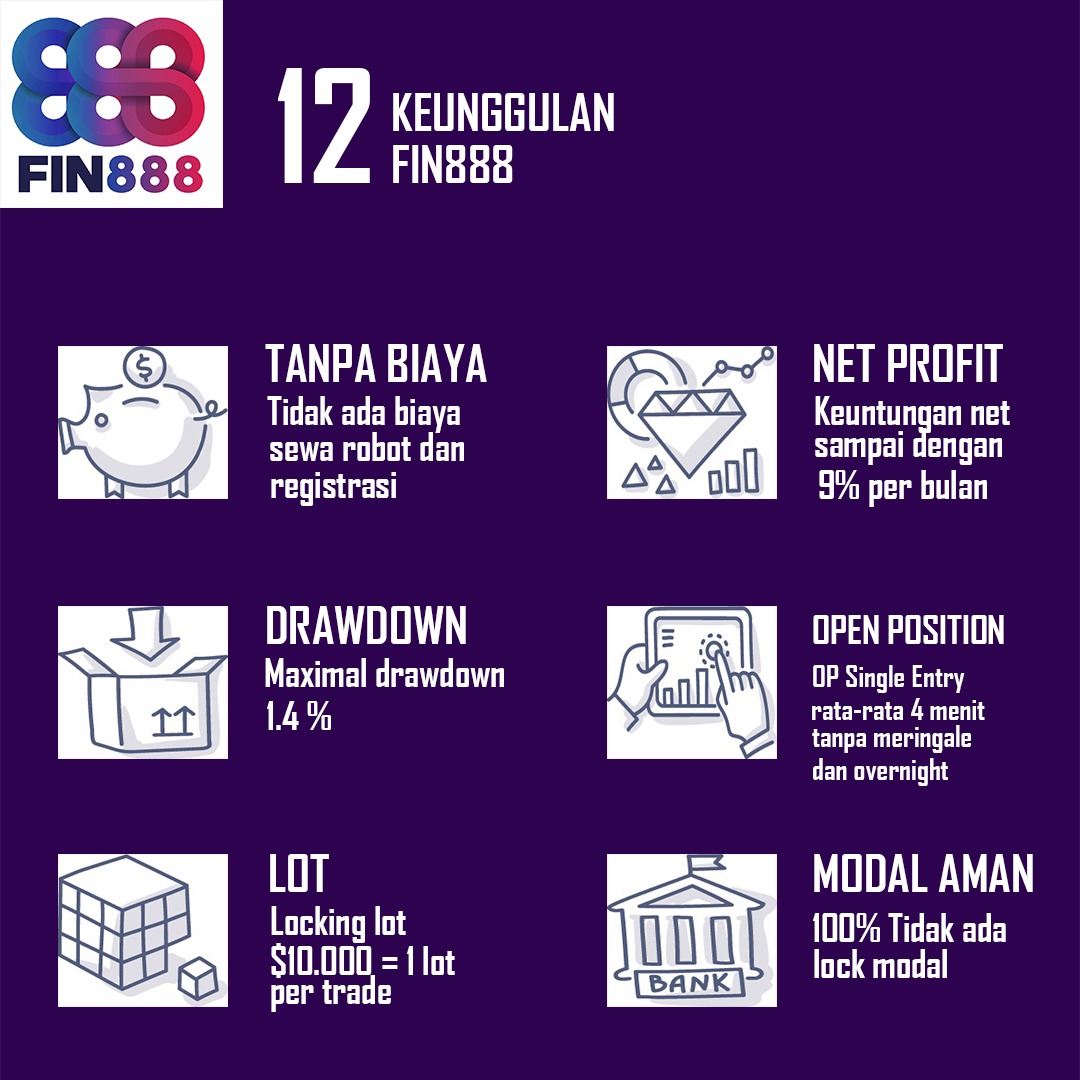 FIN888
12 KEUNGGULAN
FIN888
TANPA BIAYA
Tidak ada biaya
sewa robot dan
registrasi
NET PROFIT
Keuntungan net
sampai dengan
9% per bulan
DRAWDOWN
Maximal drawdown
1.4 %
OPEN POSITION
OP Single Entry
rata-rata 4 menit
tanpa meringale
dan overnight
LOT
Locking lot
$10.000 = 1 lot
per trade
MODAL AMAN
100% Tidak ada
lock modal
BANK